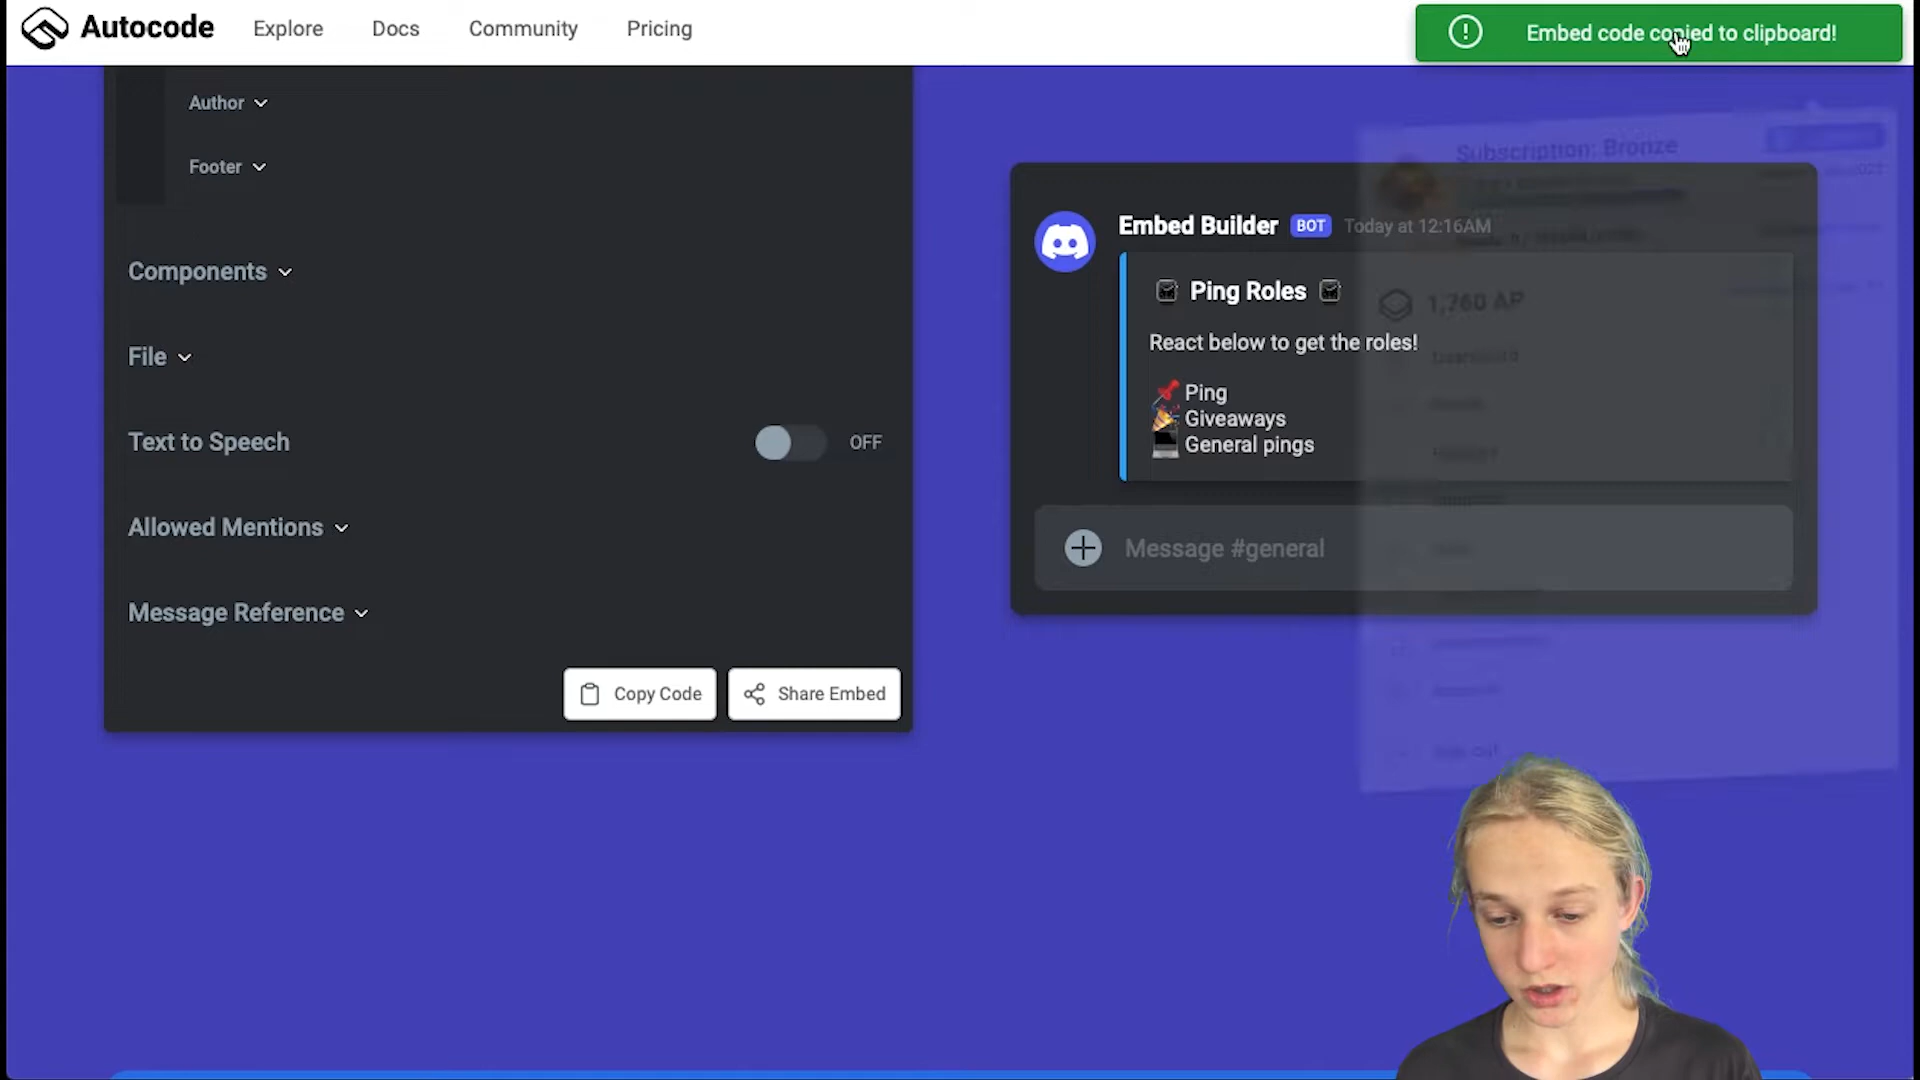 Autocode
Explore
Docs
Community
Pricing
Embed code copied to clipboard!
Author
Footer
Components
File
Text to Speech
OFF
Allowed Mentions
Message Reference
Copy Code
Share Embed
Subscription: Bronze
1,760 AP
Embed Builder BOT Today at 12:16AM
Ping Roles
React below to get the roles!
Ping
Giveaways
General pings
Message #general